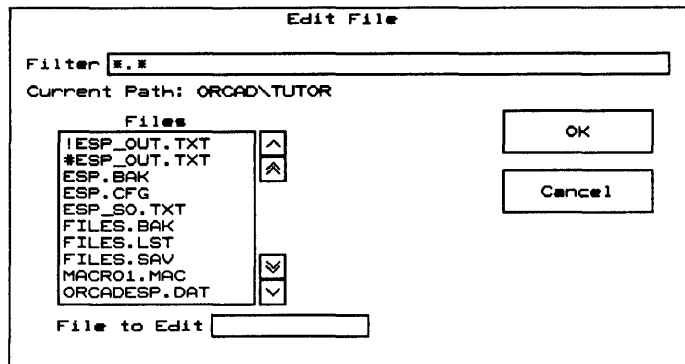 Edit File
Filter *.*
Current Path: ORCAD\TUTOR
Files
!ESP_OUT.TXT
#ESP_OUT.TXT
ESP.BAK
ESP.CFG
ESP_SO.TXT
FILES.BAK
FILES.LST
FILES.SAV
MACRO1.MAC
ORCADESP.DAT
OK
Cancel
File to Edit